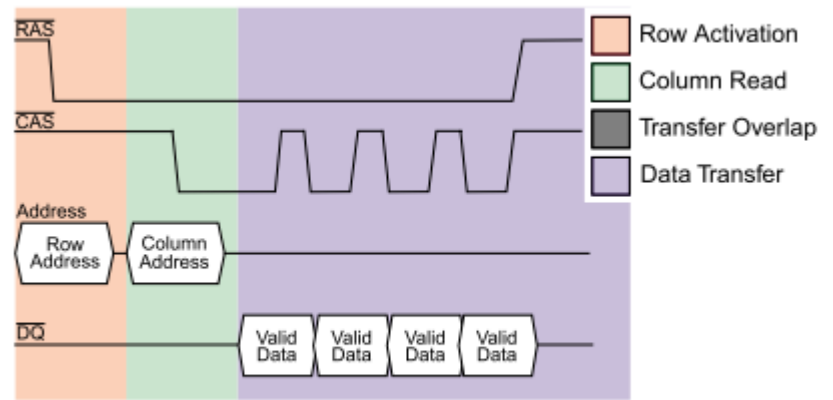 RAS
Row Activation
Column Read
CAS
Transfer Overlap
Data Transfer
Address
Row
Address
Column
Address
DQ
Valid
Data
Valid
Data
Valid
Data
Valid
Data